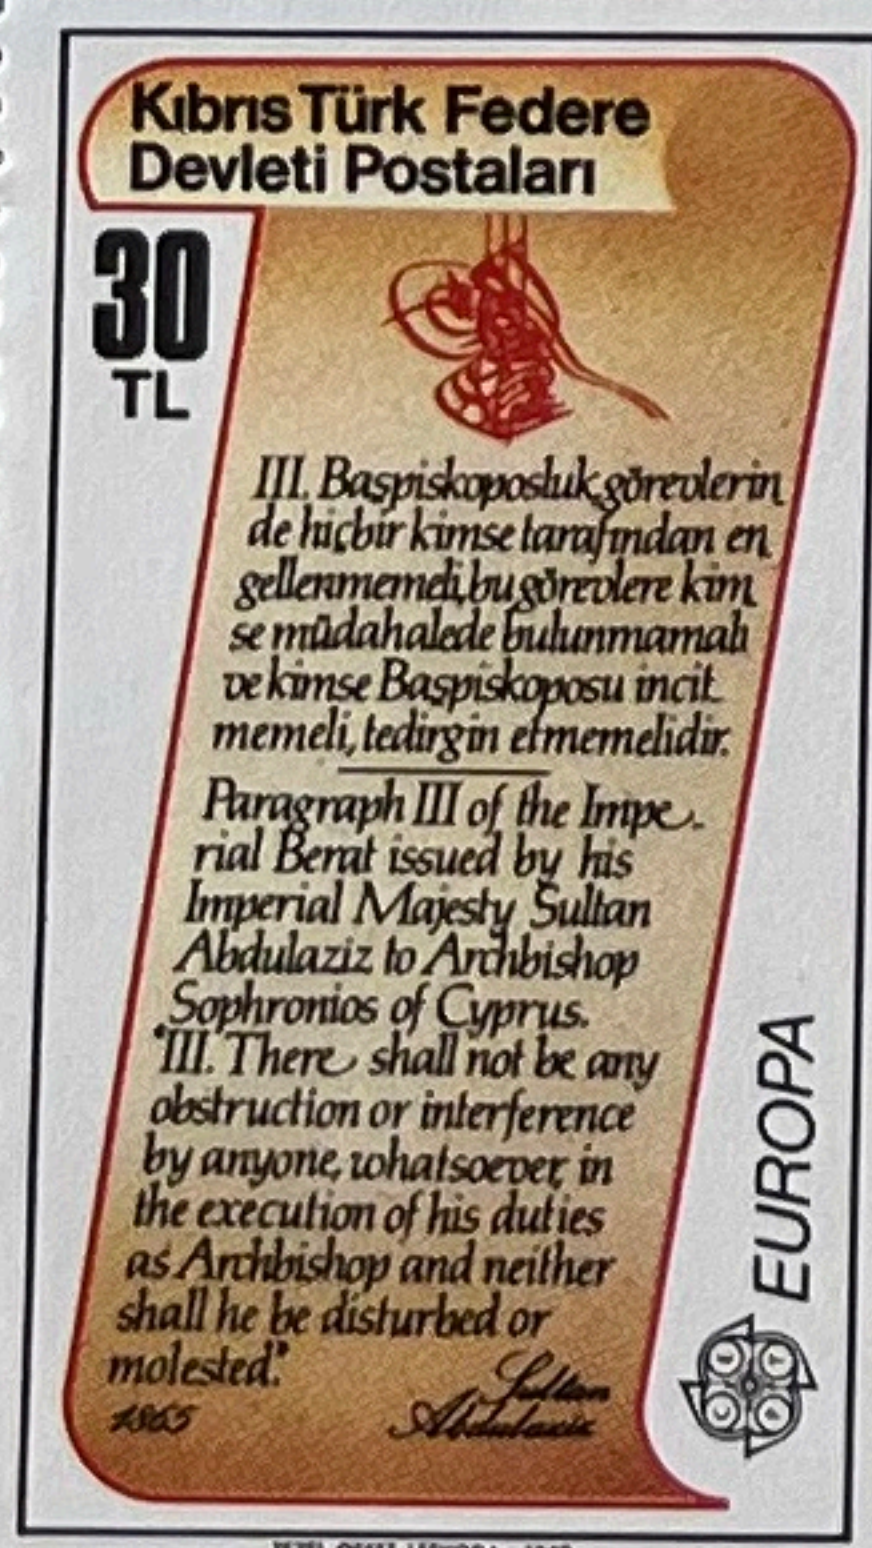 Kıbrıs Türk Federe
Devleti Postaları
30
TL
III. Başpiskoposluk görevlerin
de hiçbir kimse tarafından en
gellenmemeli, bu görevlere kim
se müdahalede bulunmamalı
ve kimse Başpiskoposu incit
memeli, tedirgin etmemelidir.
Paragraph III of the Impe-
rial Berat issued by his
Imperial Majesty Sultan
Abdulaziz to Archbishop
Sophronios of Cyprus.
"III. There shall not be any
obstruction or interference
by anyone, whatsoever, in
the execution of his duties
as Archbishop and neither
shall he be disturbed or
molested."
1865
Sultan
Abdulaziz
EUROPA